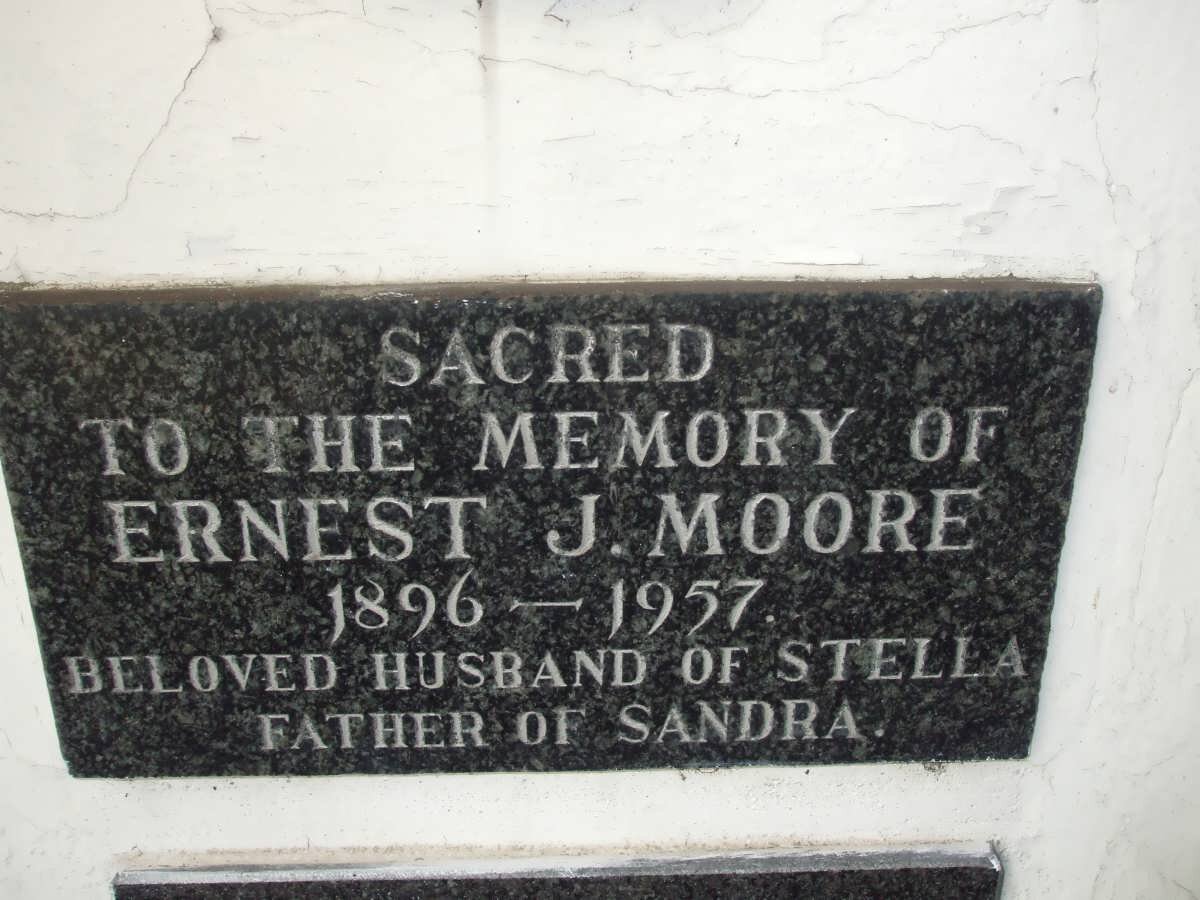 SACRED
TO THE MEMORY OF
ERNEST J. MOORE
1896 — 1957.
BELOVED HUSBAND OF STELLA
FATHER OF SANDRA.